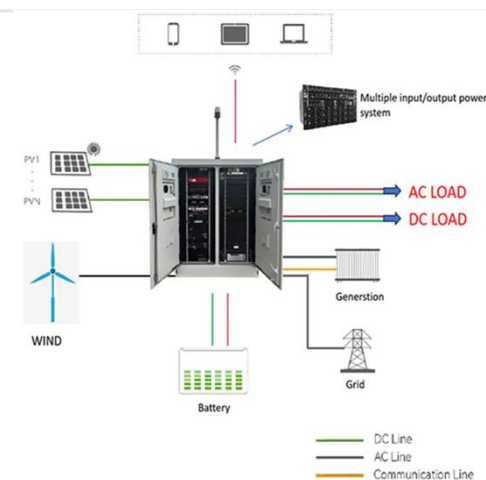 Multiple input/output power
system
PV1
PVN
AC LOAD
DC LOAD
WIND
Generstion
Grid
Battery
DC Line
AC Line
Communication Line